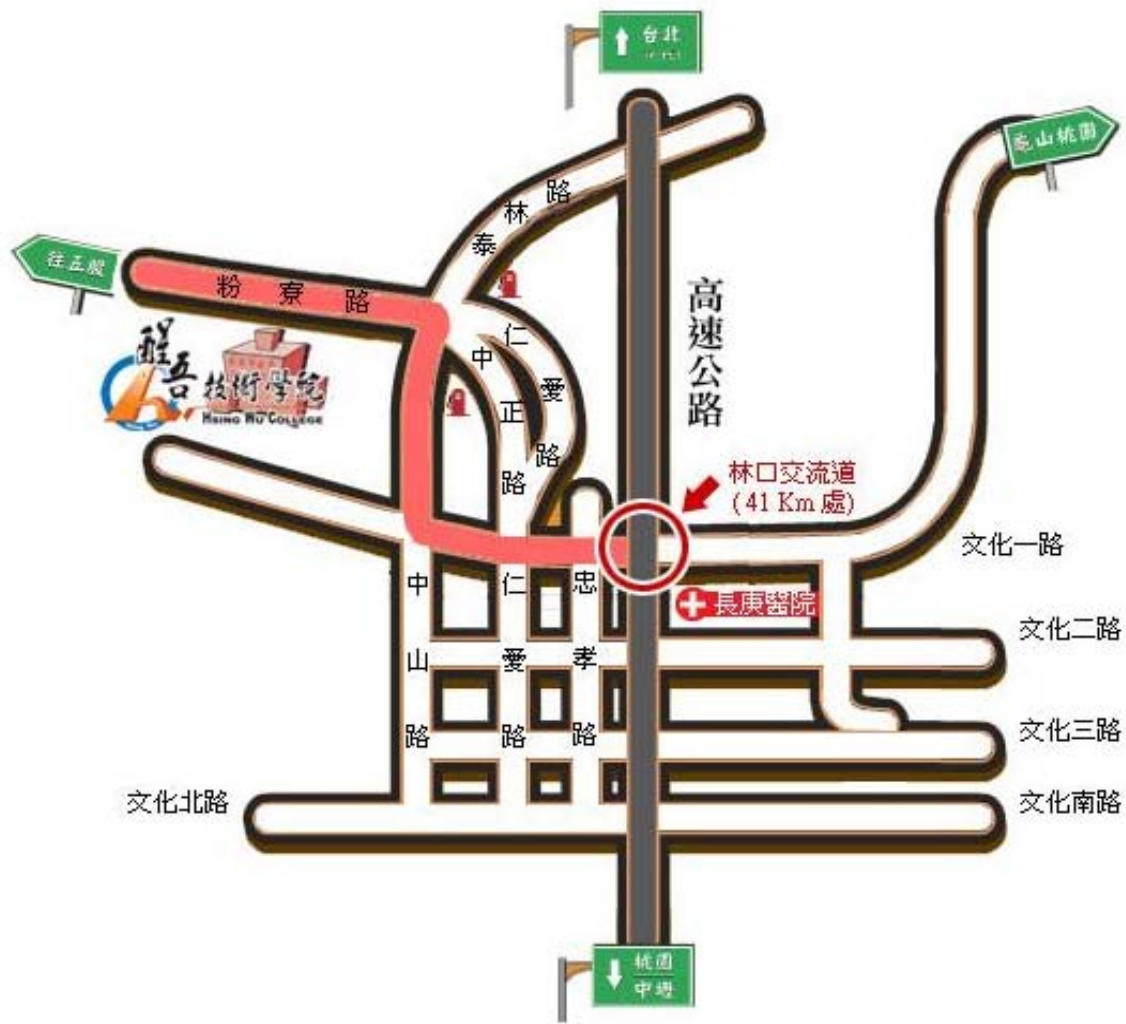 台北
龜山桃園
泰林路
往五股
粉寮路
高速公路
醒吾技術學院
HSING WU COLLEGE
仁愛路
中正路
林口交流道
(41 Km 處)
文化一路
長庚醫院
中山路
仁愛路
忠孝路
文化二路
文化三路
文化北路
文化南路
桃園
中壢